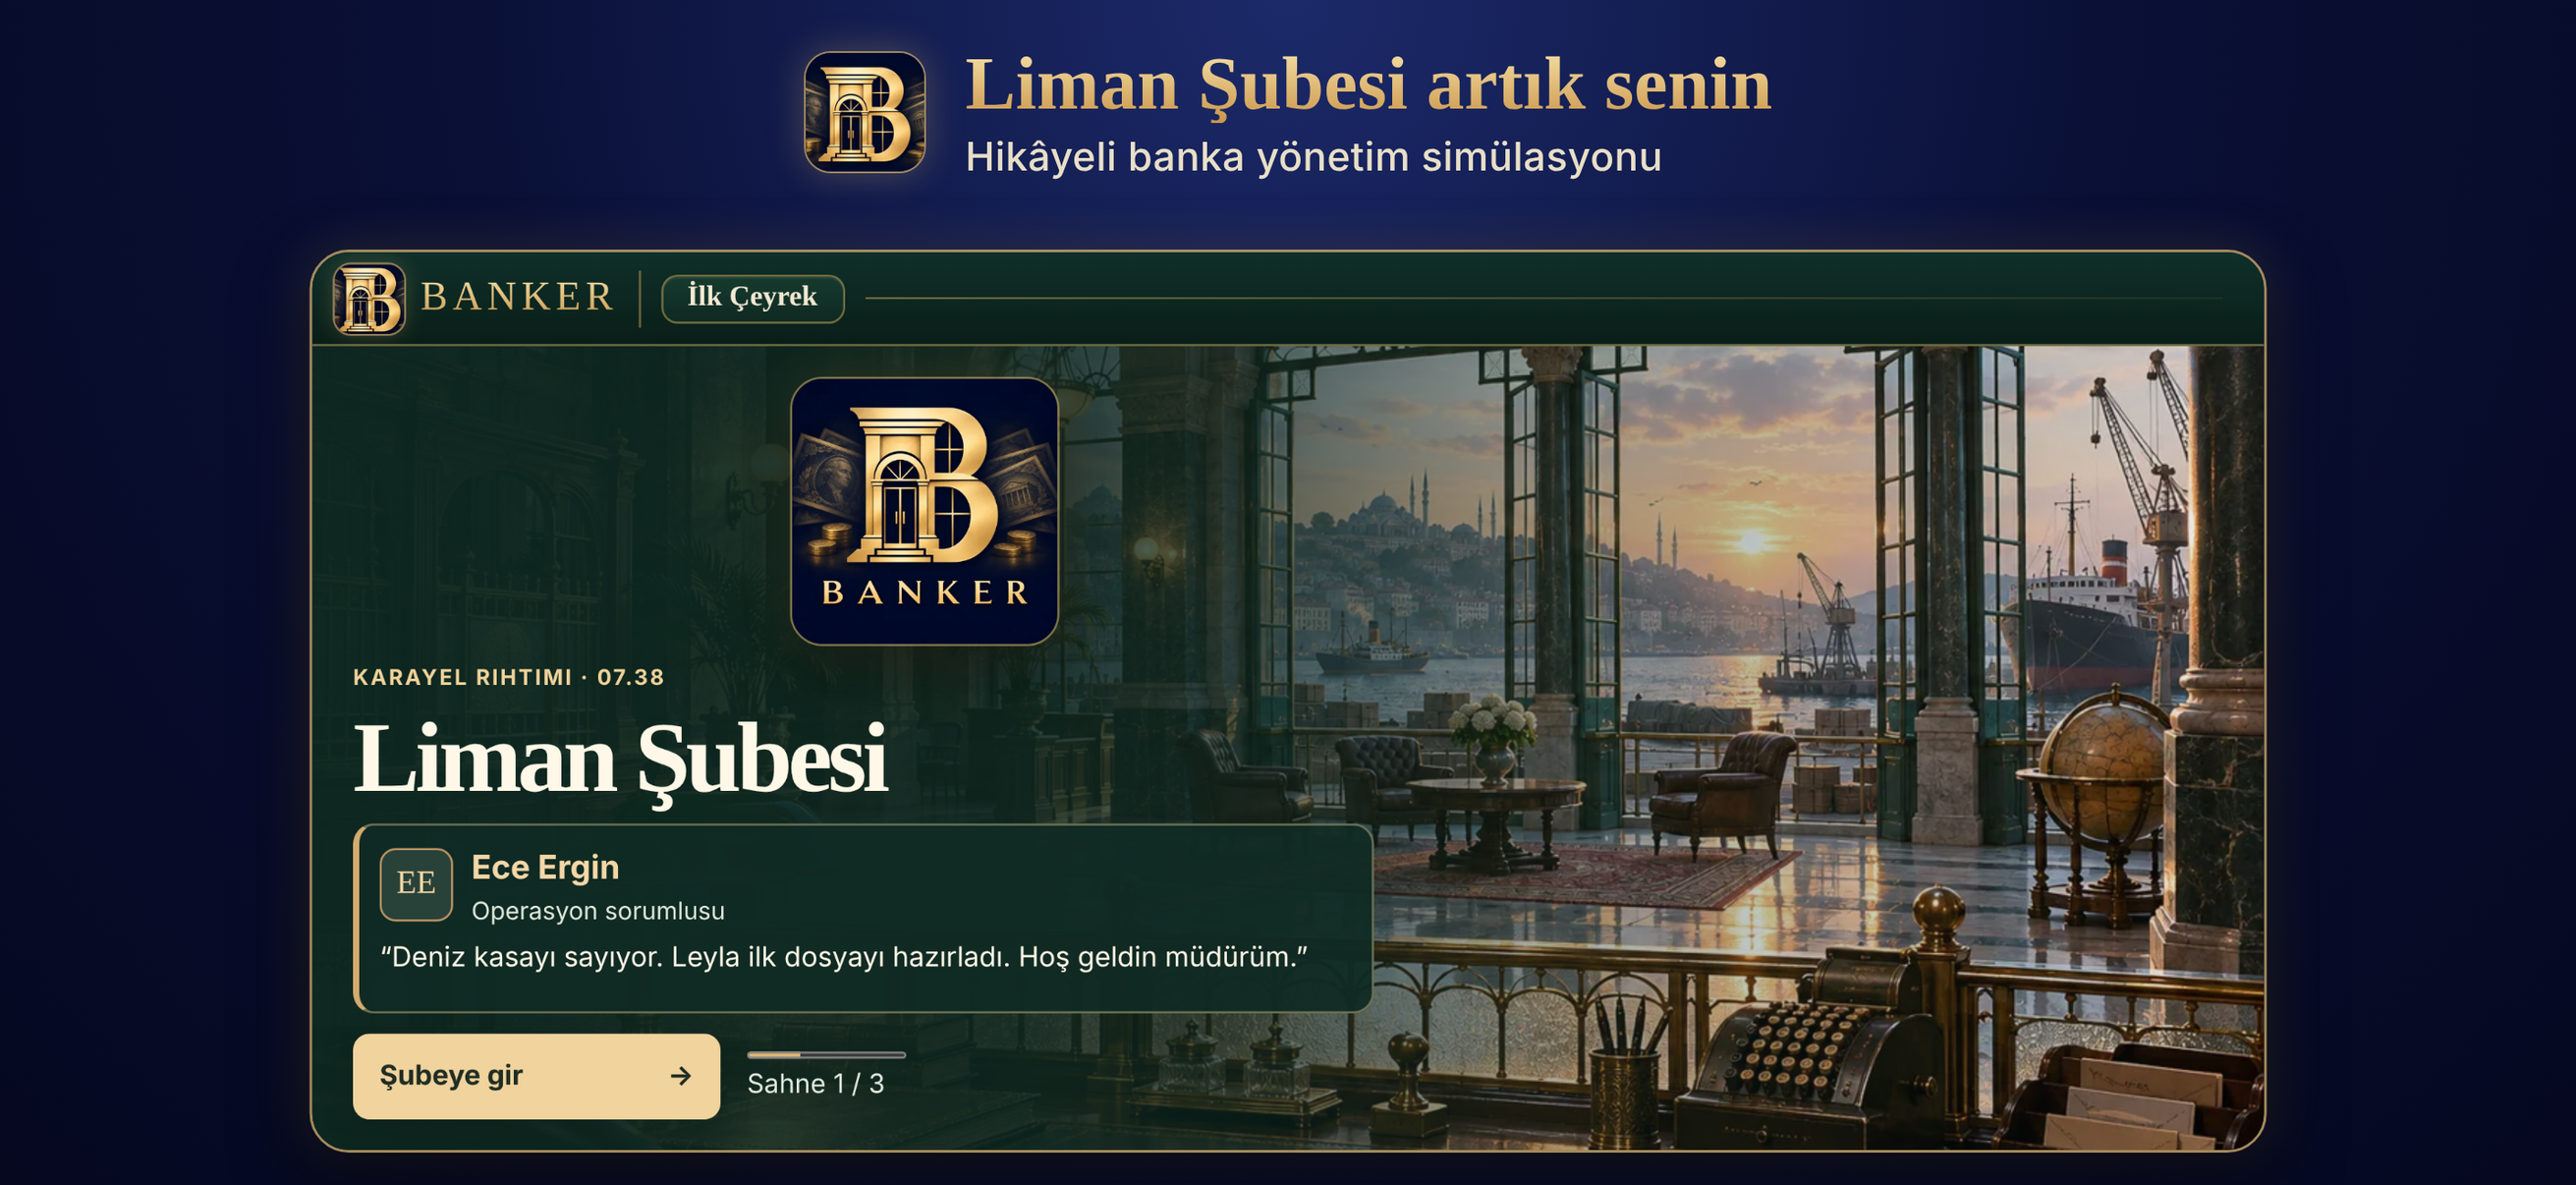 Liman Şubesi artık senin
Hikâyeli banka yönetim simülasyonu
BANKER
İlk Çeyrek
BANKER
KARAYEL RIHTIMI · 07.38
Liman Şubesi
EE
Ece Ergin
Operasyon sorumlusu
“Deniz kasayı sayıyor. Leyla ilk dosyayı hazırladı. Hoş geldin müdürüm.”
Şubeye gir →
Sahne 1 / 3